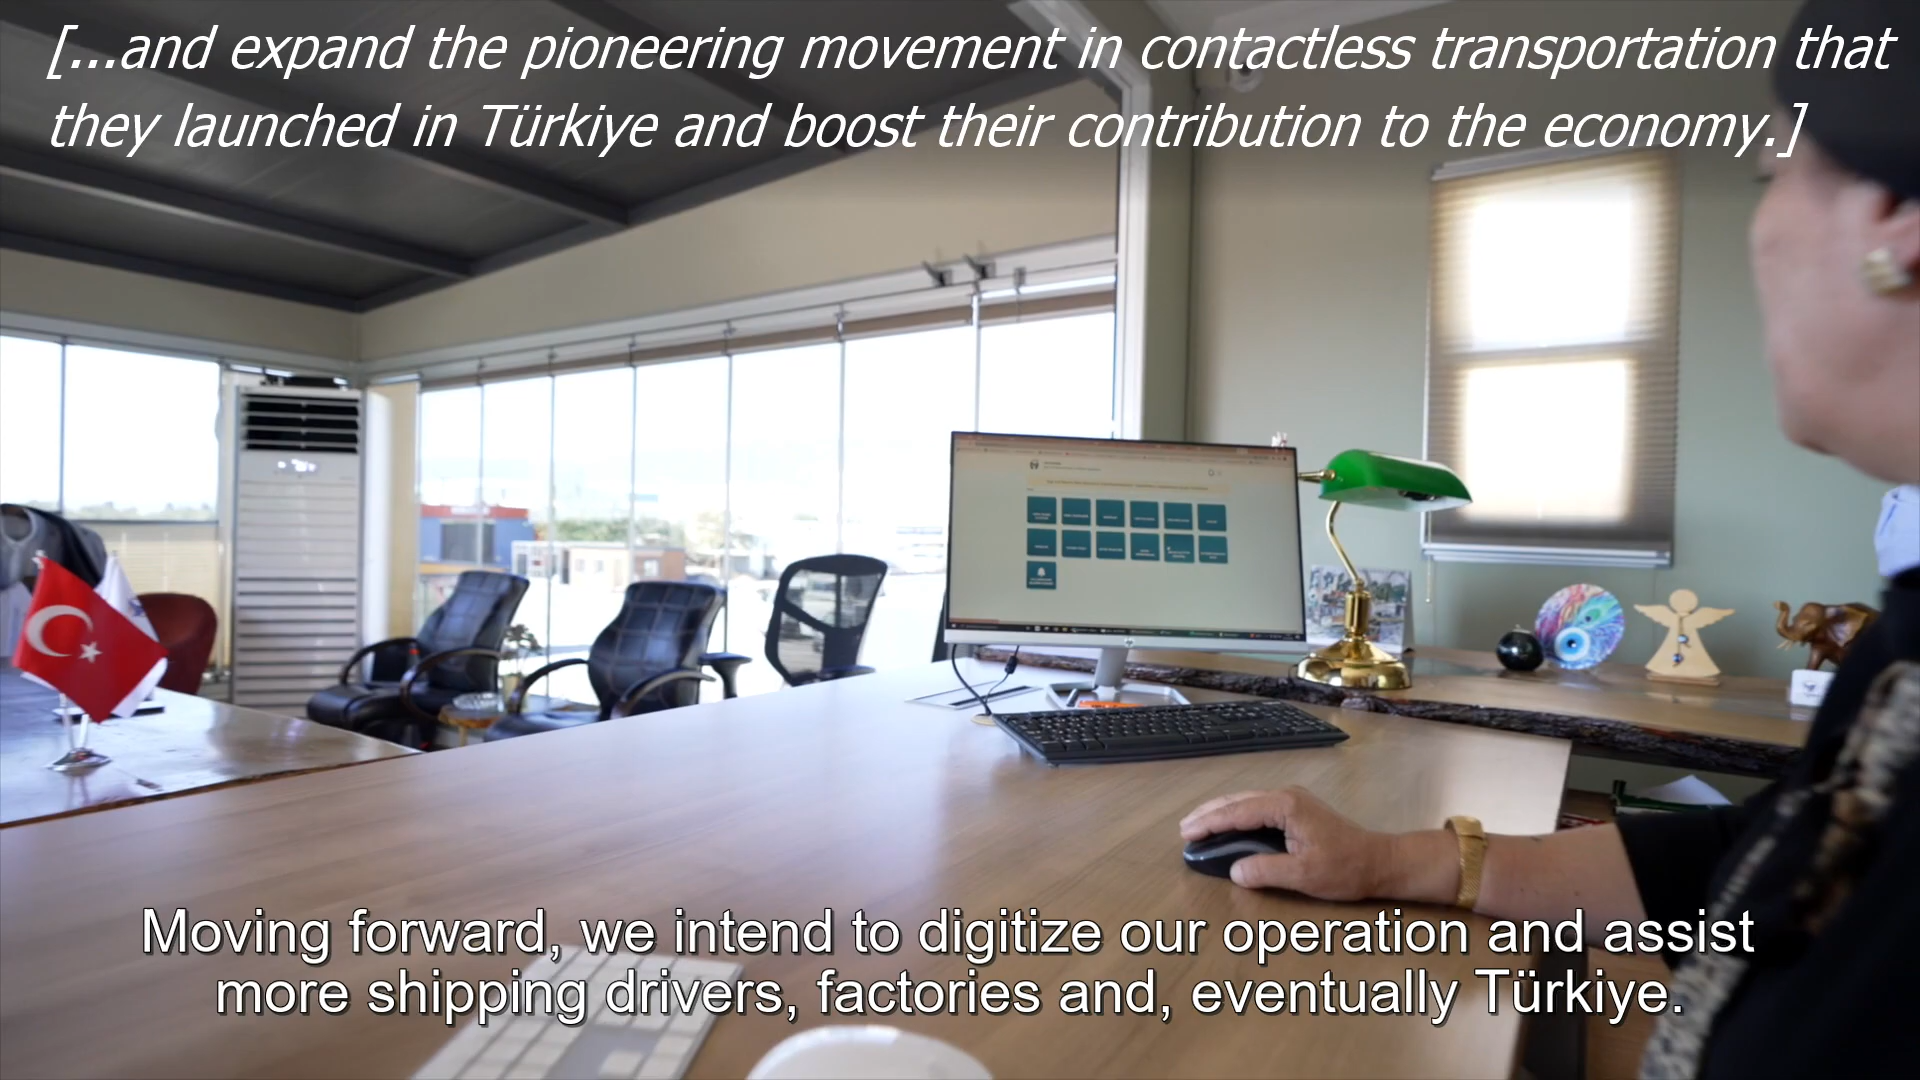 [...and expand the pioneering movement in contactless transportation that
they launched in Türkiye and boost their contribution to the economy.]
Moving forward, we intend to digitize our operation and assist
more shipping drivers, factories and, eventually Türkiye.